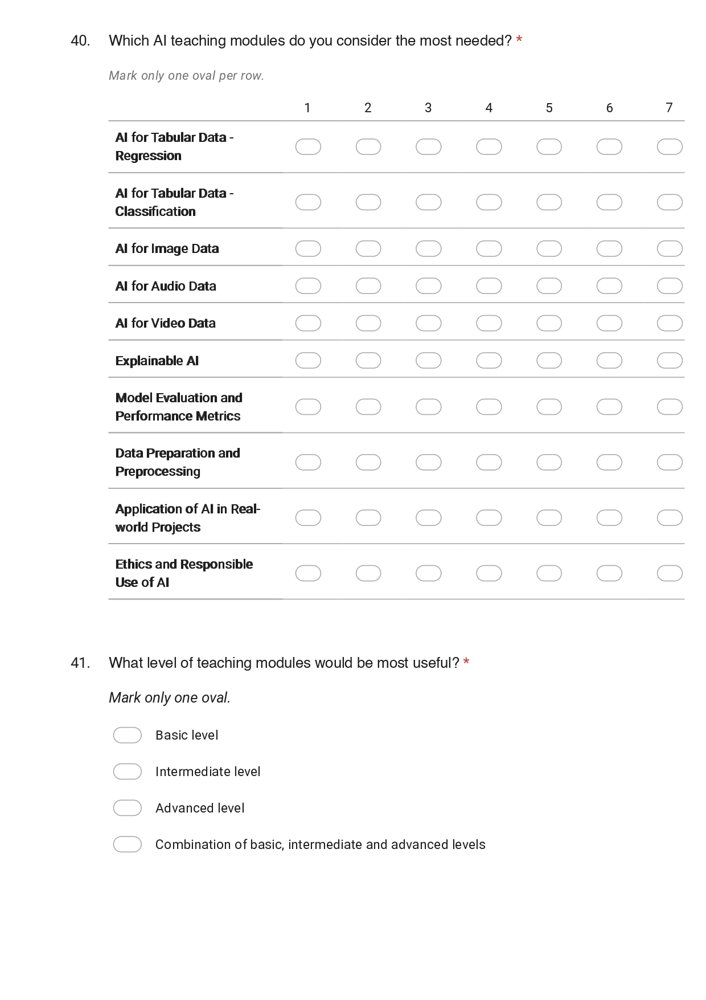 40. Which AI teaching modules do you consider the most needed? *
Mark only one oval per row.
1 2 3 4 5 6 7
AI for Tabular Data -
Regression
AI for Tabular Data -
Classification
AI for Image Data
AI for Audio Data
AI for Video Data
Explainable AI
Model Evaluation and
Performance Metrics
Data Preparation and
Preprocessing
Application of AI in Real-
world Projects
Ethics and Responsible
Use of AI
41. What level of teaching modules would be most useful? *
Mark only one oval.
Basic level
Intermediate level
Advanced level
Combination of basic, intermediate and advanced levels